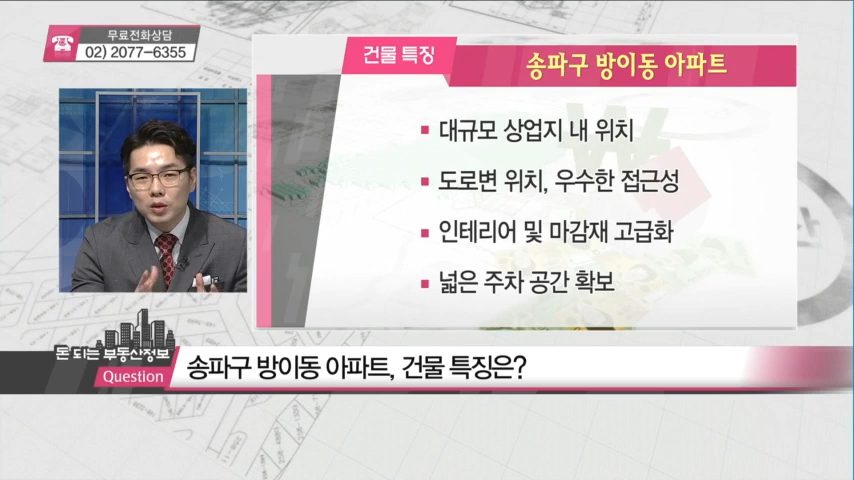 무료전화상담
02) 2077-6355
건물 특징
송파구 방이동 아파트
대규모 상업지 내 위치
도로변 위치, 우수한 접근성
인테리어 및 마감재 고급화
넓은 주차 공간 확보
돈 되는 부동산정보
Question
송파구 방이동 아파트, 건물 특징은?